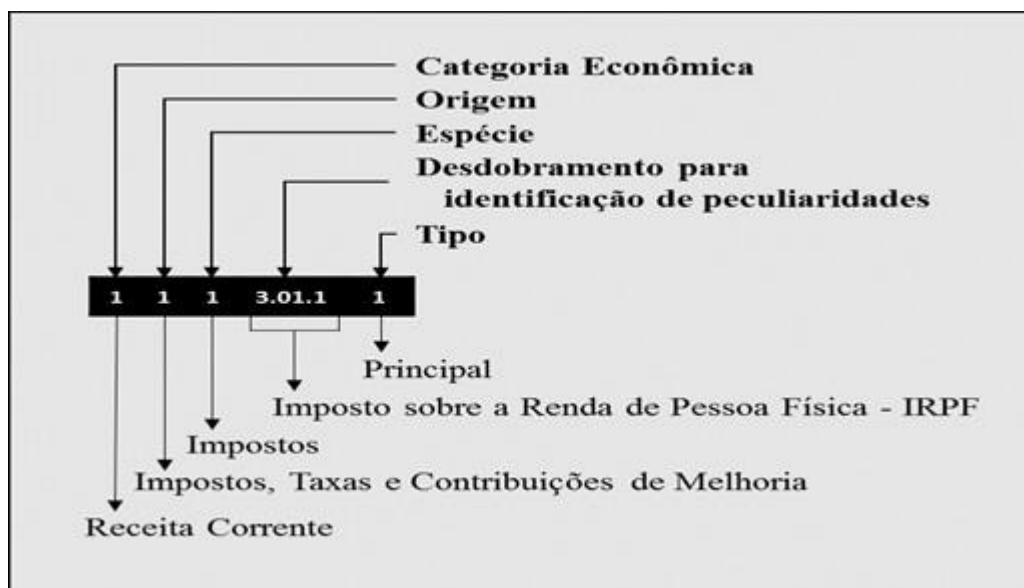 Categoria Econômica
Origem
Espécie
Desdobramento para
identificação de peculiaridades
Tipo
1 1 1 3.01.1 1
Principal
Imposto sobre a Renda de Pessoa Física - IRPF
Impostos
Impostos, Taxas e Contribuições de Melhoria
Receita Corrente